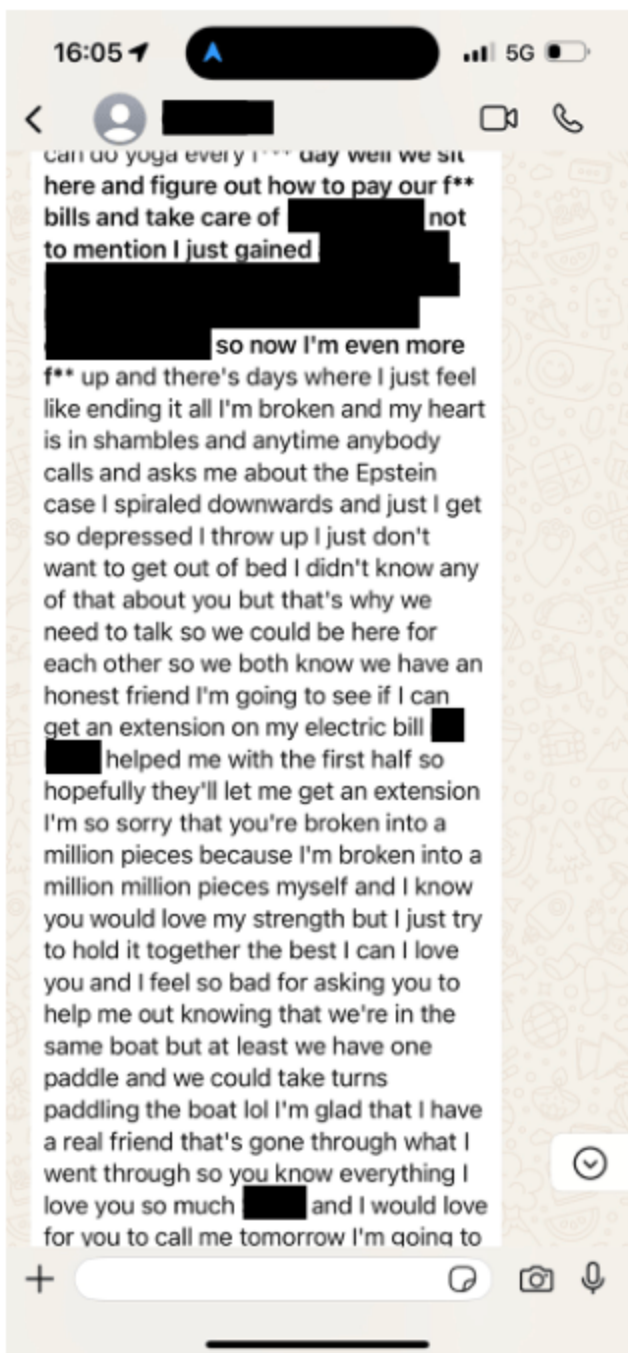 16:05
5G
can do yoga every f*** day well we sit
here and figure out how to pay our f**
bills and take care of not
to mention I just gained
so now I'm even more
f** up and there's days where I just feel
like ending it all I'm broken and my heart
is in shambles and anytime anybody
calls and asks me about the Epstein
case I spiraled downwards and just I get
so depressed I throw up I just don't
want to get out of bed I didn't know any
of that about you but that's why we
need to talk so we could be here for
each other so we both know we have an
honest friend I'm going to see if I can
get an extension on my electric bill
helped me with the first half so
hopefully they'll let me get an extension
I'm so sorry that you're broken into a
million pieces because I'm broken into a
million million pieces myself and I know
you would love my strength but I just try
to hold it together the best I can I love
you and I feel so bad for asking you to
help me out knowing that we're in the
same boat but at least we have one
paddle and we could take turns
paddling the boat lol I'm glad that I have
a real friend that's gone through what I
went through so you know everything I
love you so much and I would love
for you to call me tomorrow I'm going to